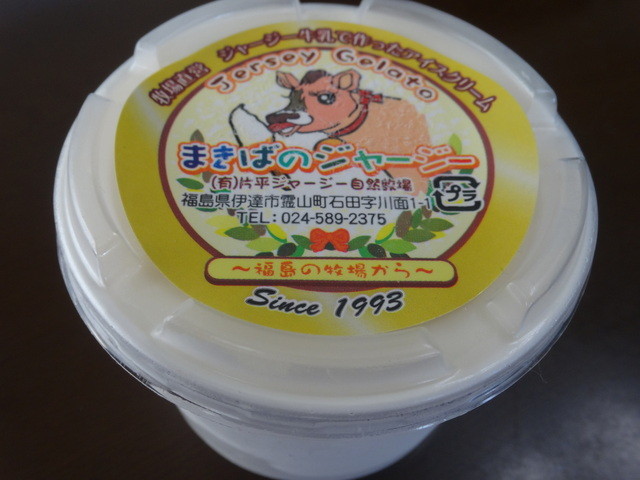 牧場直営 ジャージー牛乳で作ったアイスクリーム
Jersey Gelato
まきばのジャージー
(有)片平ジャージー自然牧場
福島県伊達市霊山町石田字川面1-1
プラ
TEL:024-589-2375
～福島の牧場から～
Since 1993